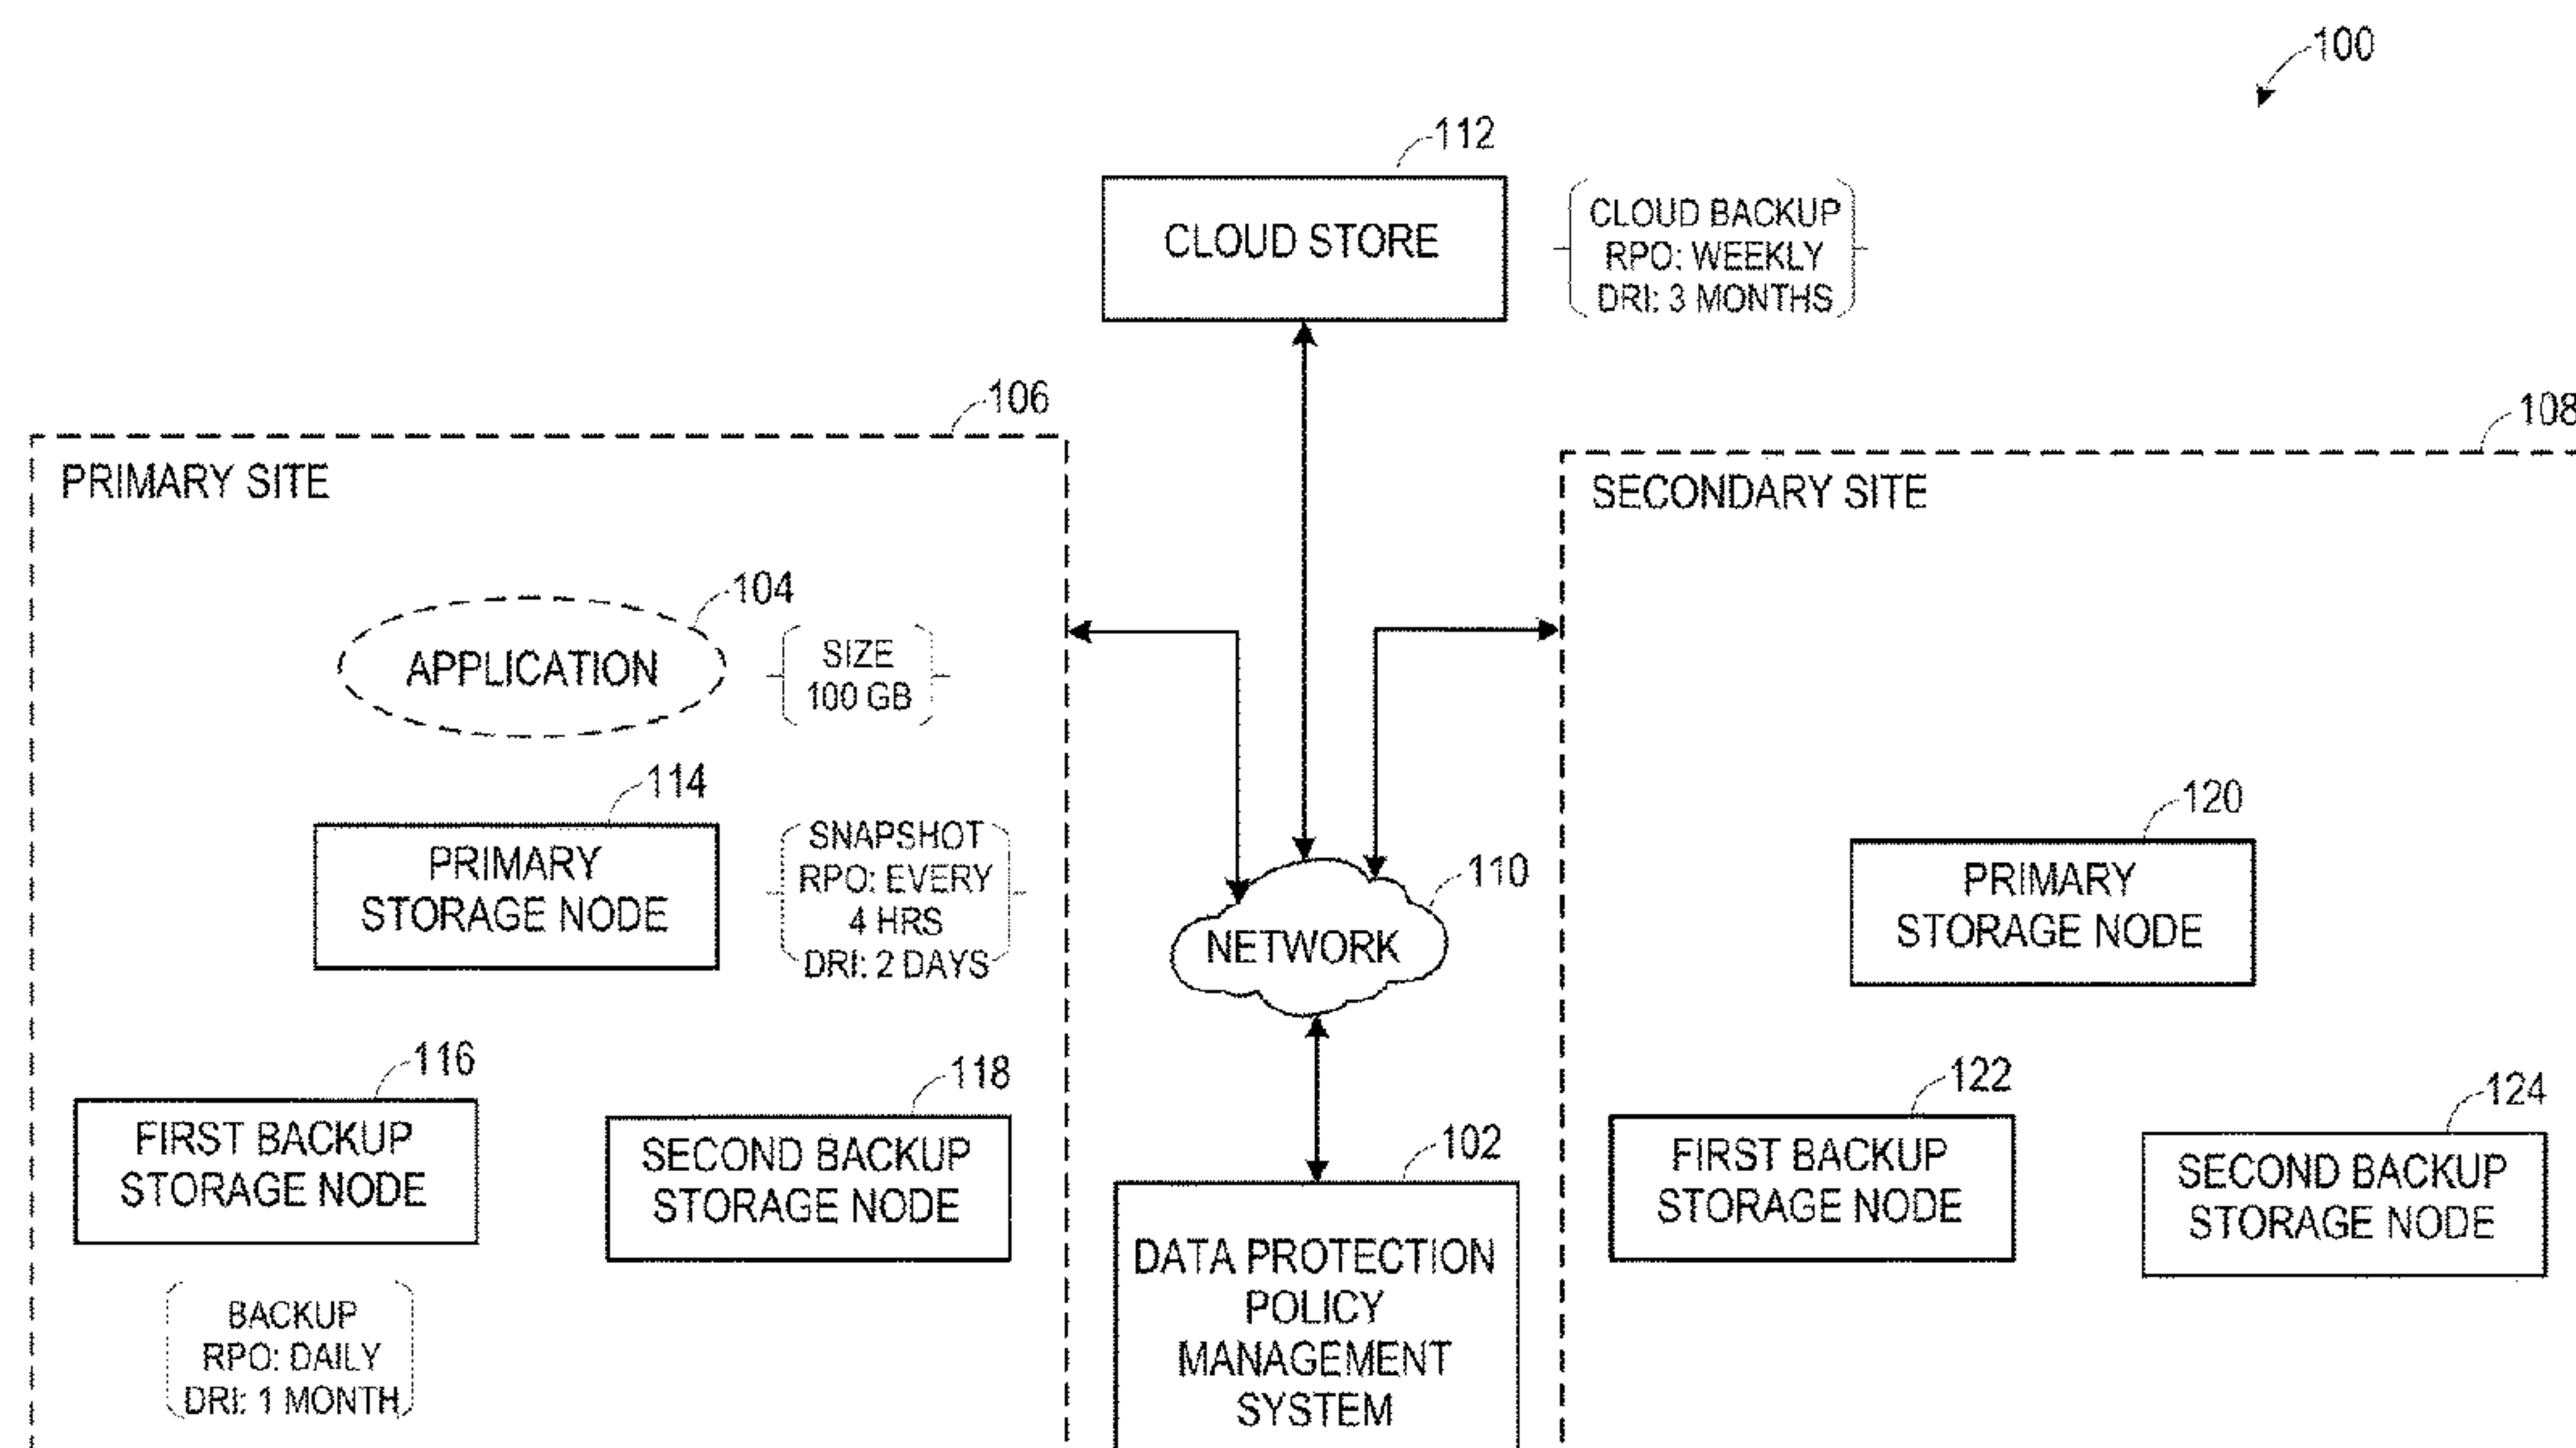 100
112
CLOUD STORE
CLOUD BACKUP
RPO: WEEKLY
DRI: 3 MONTHS
106
PRIMARY SITE
104
APPLICATION
SIZE
100 GB
114
PRIMARY
STORAGE NODE
SNAPSHOT
RPO: EVERY
4 HRS
DRI: 2 DAYS
116
FIRST BACKUP
STORAGE NODE
BACKUP
RPO: DAILY
DRI: 1 MONTH
118
SECOND BACKUP
STORAGE NODE
110
NETWORK
102
DATA PROTECTION
POLICY
MANAGEMENT
SYSTEM
108
SECONDARY SITE
120
PRIMARY
STORAGE NODE
122
FIRST BACKUP
STORAGE NODE
124
SECOND BACKUP
STORAGE NODE